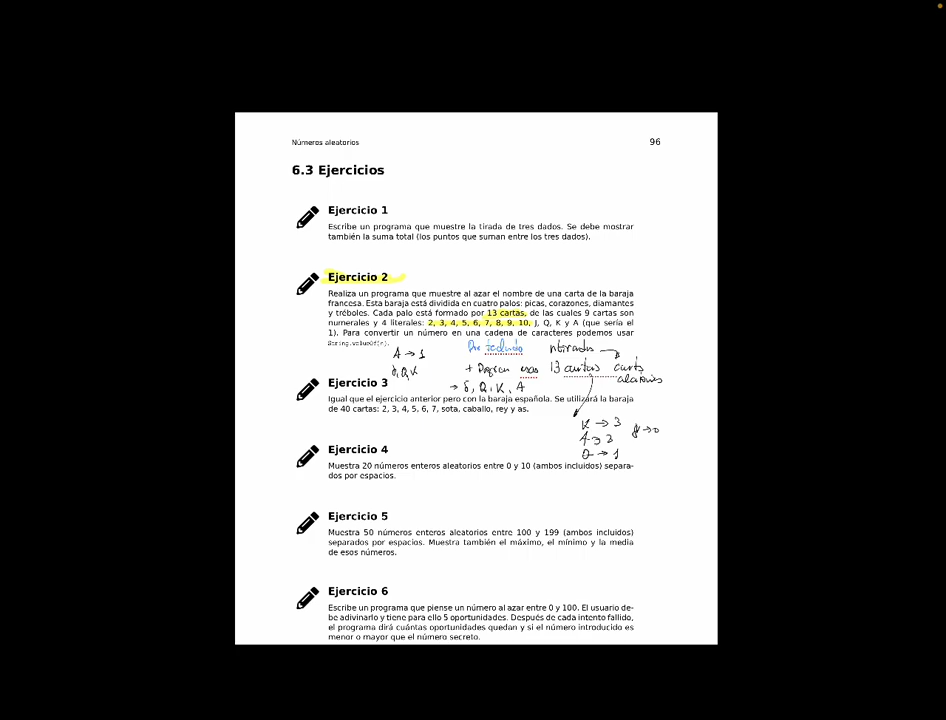 Números aleatorios 96
6.3 Ejercicios
Ejercicio 1
Escribe un programa que muestre la tirada de tres dados. Se debe mostrar
también la suma total (los puntos que suman entre los tres dados).
Ejercicio 2
Realiza un programa que muestre al azar el nombre de una carta de la baraja
francesa. Esta baraja está dividida en cuatro palos: picas, corazones, diamantes
y tréboles. Cada palo está formado por 13 cartas, de las cuales 9 cartas son
numerales y 4 literales: 2, 3, 4, 5, 6, 7, 8, 9, 10, J, Q, K y A (que sería el
1). Para convertir un número en una cadena de caracteres podemos usar
String.valueOf(n).
A → 1
J, Q, K
Por teclado
+ 13 cartas
→ J, Q, K, A
Ejercicio 3
Igual que el ejercicio anterior pero con la baraja española. Se utilizará la baraja
de 40 cartas: 2, 3, 4, 5, 6, 7, sota, caballo, rey y as.
K → 3
Q → 1
Ejercicio 4
Muestra 20 números enteros aleatorios entre 0 y 10 (ambos incluidos) separa-
dos por espacios.
Ejercicio 5
Muestra 50 números enteros aleatorios entre 100 y 199 (ambos incluidos)
separados por espacios. Muestra también el máximo, el mínimo y la media
de esos números.
Ejercicio 6
Escribe un programa que piense un número al azar entre 0 y 100. El usuario de-
be adivinarlo y tiene para ello 5 oportunidades. Después de cada intento fallido,
el programa dirá cuántas oportunidades quedan y si el número introducido es
menor o mayor que el número secreto.